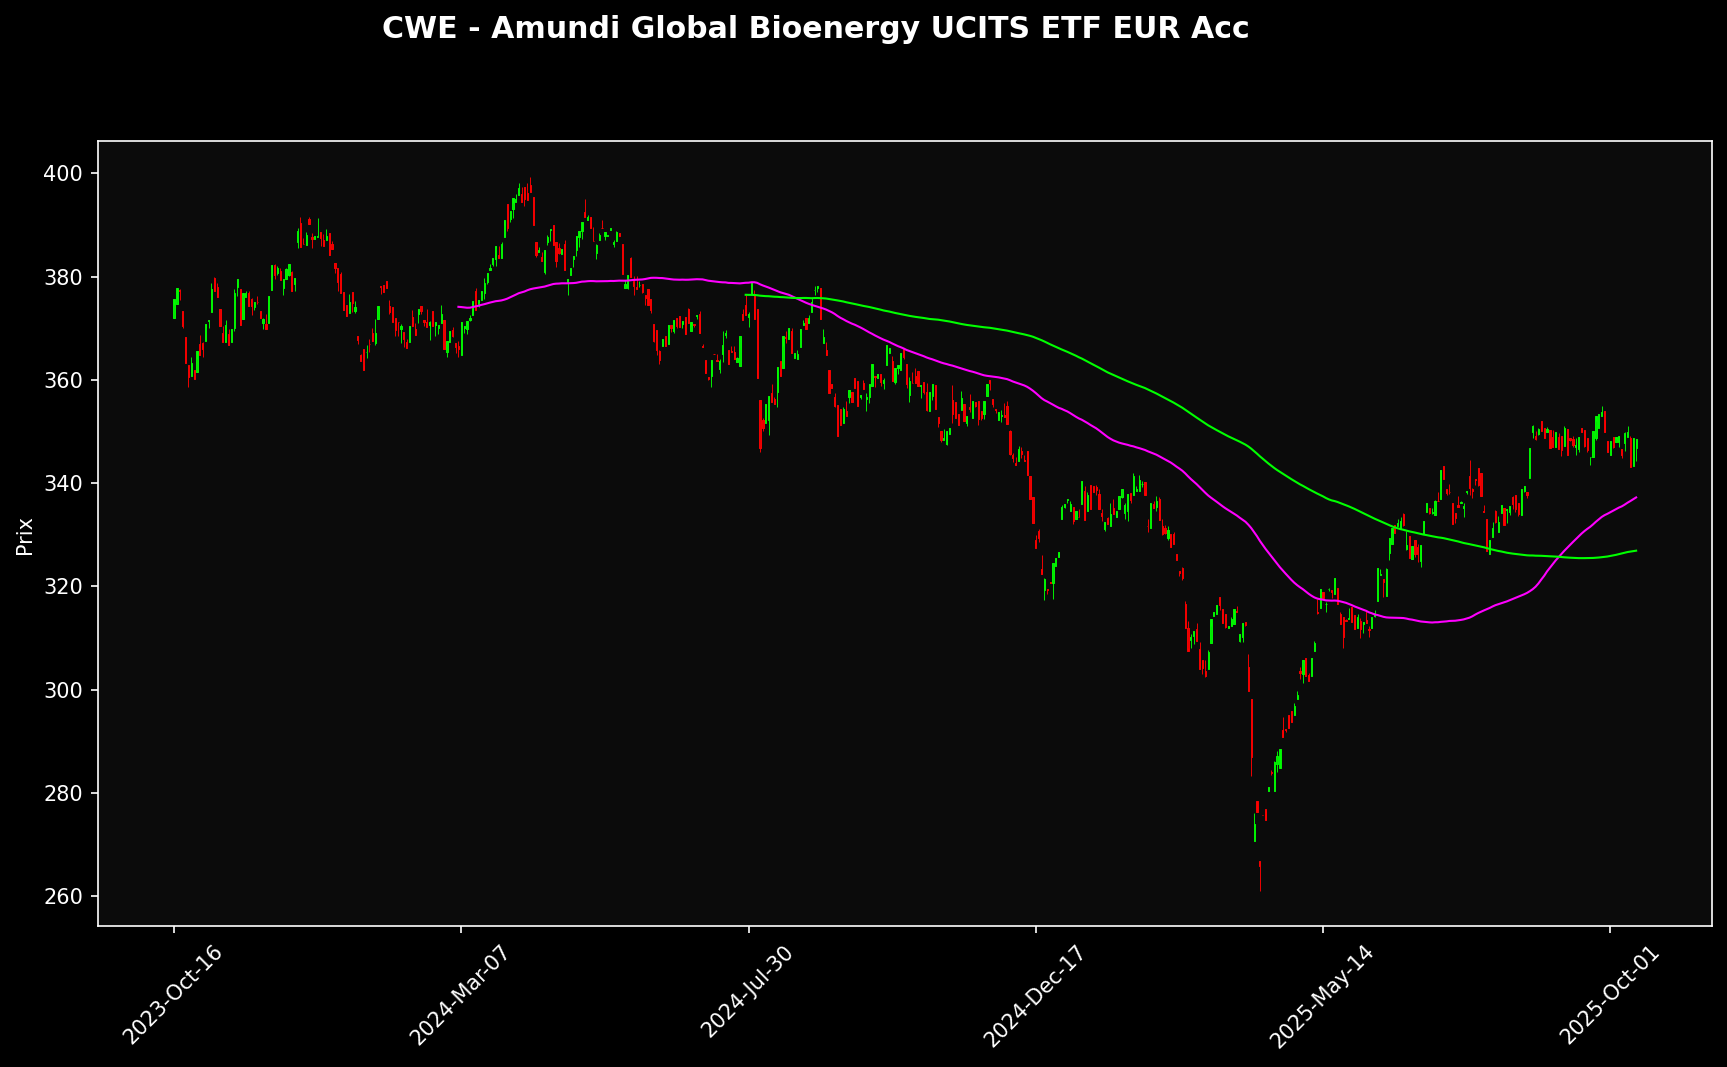 CWE - Amundi Global Bioenergy UCITS ETF EUR Acc
Prix
400
380
360
340
320
300
280
260
2023-Oct-16
2024-Mar-07
2024-Jul-30
2024-Dec-17
2025-May-14
2025-Oct-01